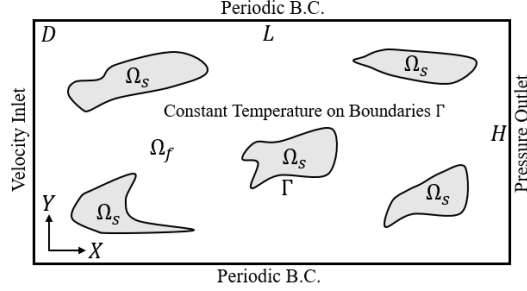 Periodic B.C.
D
L
Ω_s
Ω_s
Constant Temperature on Boundaries Γ
Velocity Inlet
Pressure Outlet
H
Ω_f
Ω_s
Γ
Ω_s
Ω_s
Y
X
Periodic B.C.